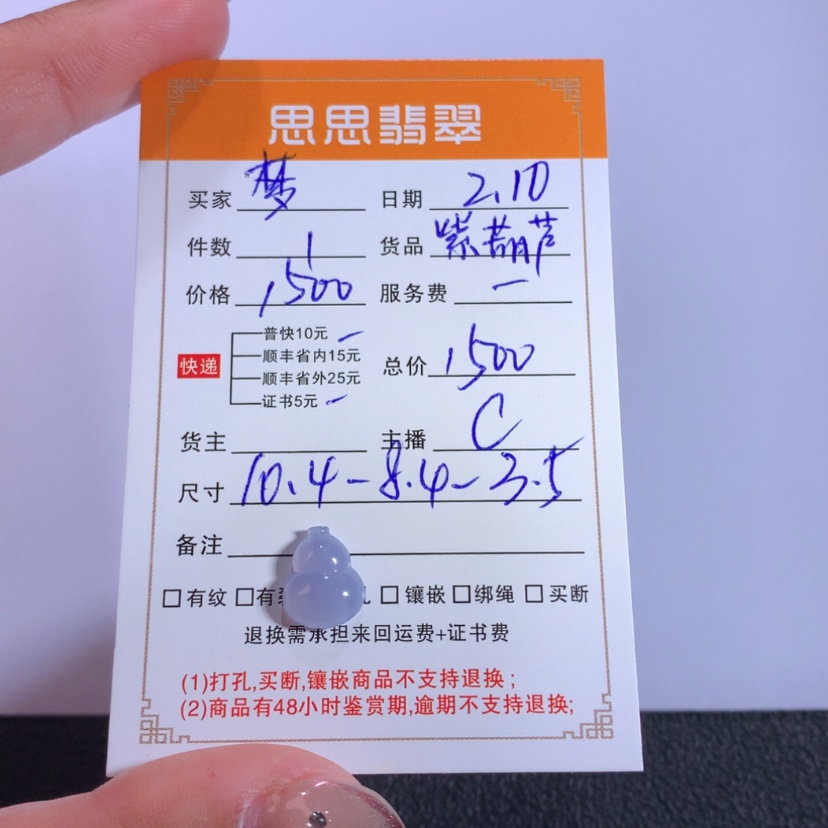 思思翡翠
买家 梦 日期 2.10
件数 1 货品 紫葫芦
价格 1500 服务费 一
快递
普快10元
顺丰省内15元
顺丰省外25元
证书5元
总价 1500
货主 主播 C
尺寸 10.4-8.4-3.5
备注
□有纹 □有 □镶嵌 □绑绳 □买断
退换需承担来回运费+证书费
(1)打孔,买断,镶嵌商品不支持退换;
(2)商品有48小时鉴赏期,逾期不支持退换;